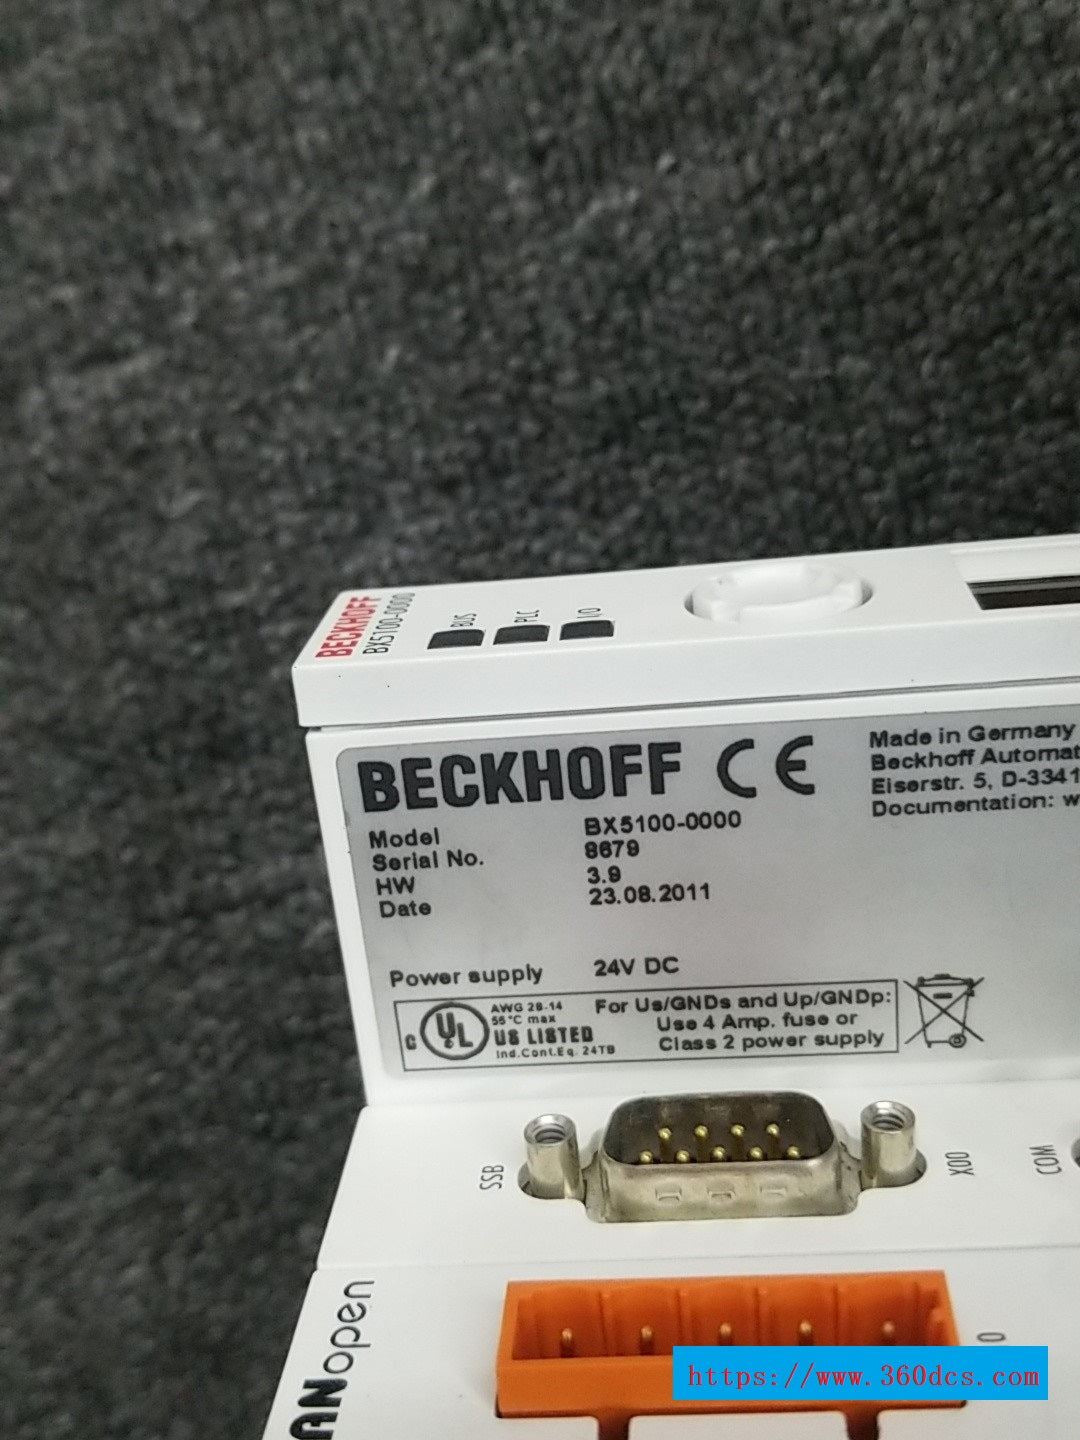 BECKHOFF
BX5100-0000
BUS
PLC
I/O
BECKHOFF CE
Made in Germany
Beckhoff Automat
Eiserstr. 5, D-3341
Documentation: w
Model BX5100-0000
Serial No. 8679
HW 3.9
Date 23.08.2011
Power supply 24V DC
C UL
AWG 28-14
55°C max
US LISTED
Ind.Cont.Eq. 24TB
For Us/GNDs and Up/GNDp:
Use 4 Amp. fuse or
Class 2 power supply
SSB
X00
COM
ANopen
0
https://www.360dcs.com